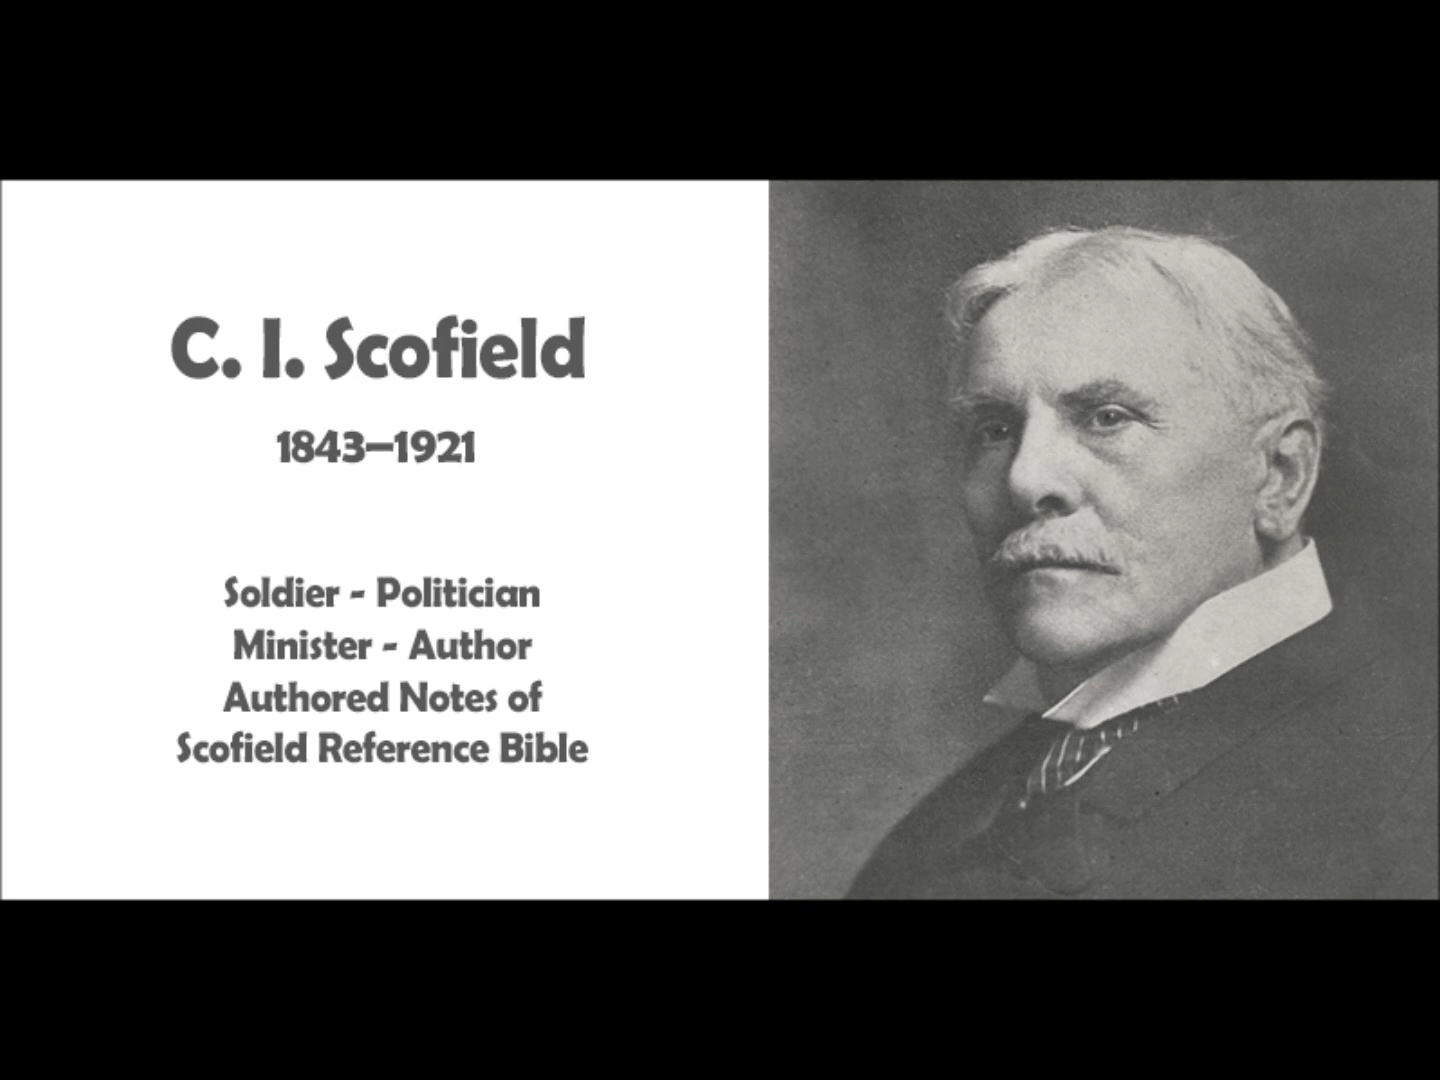 C. I. Scofield
1843–1921
Soldier - Politician
Minister - Author
Authored Notes of
Scofield Reference Bible